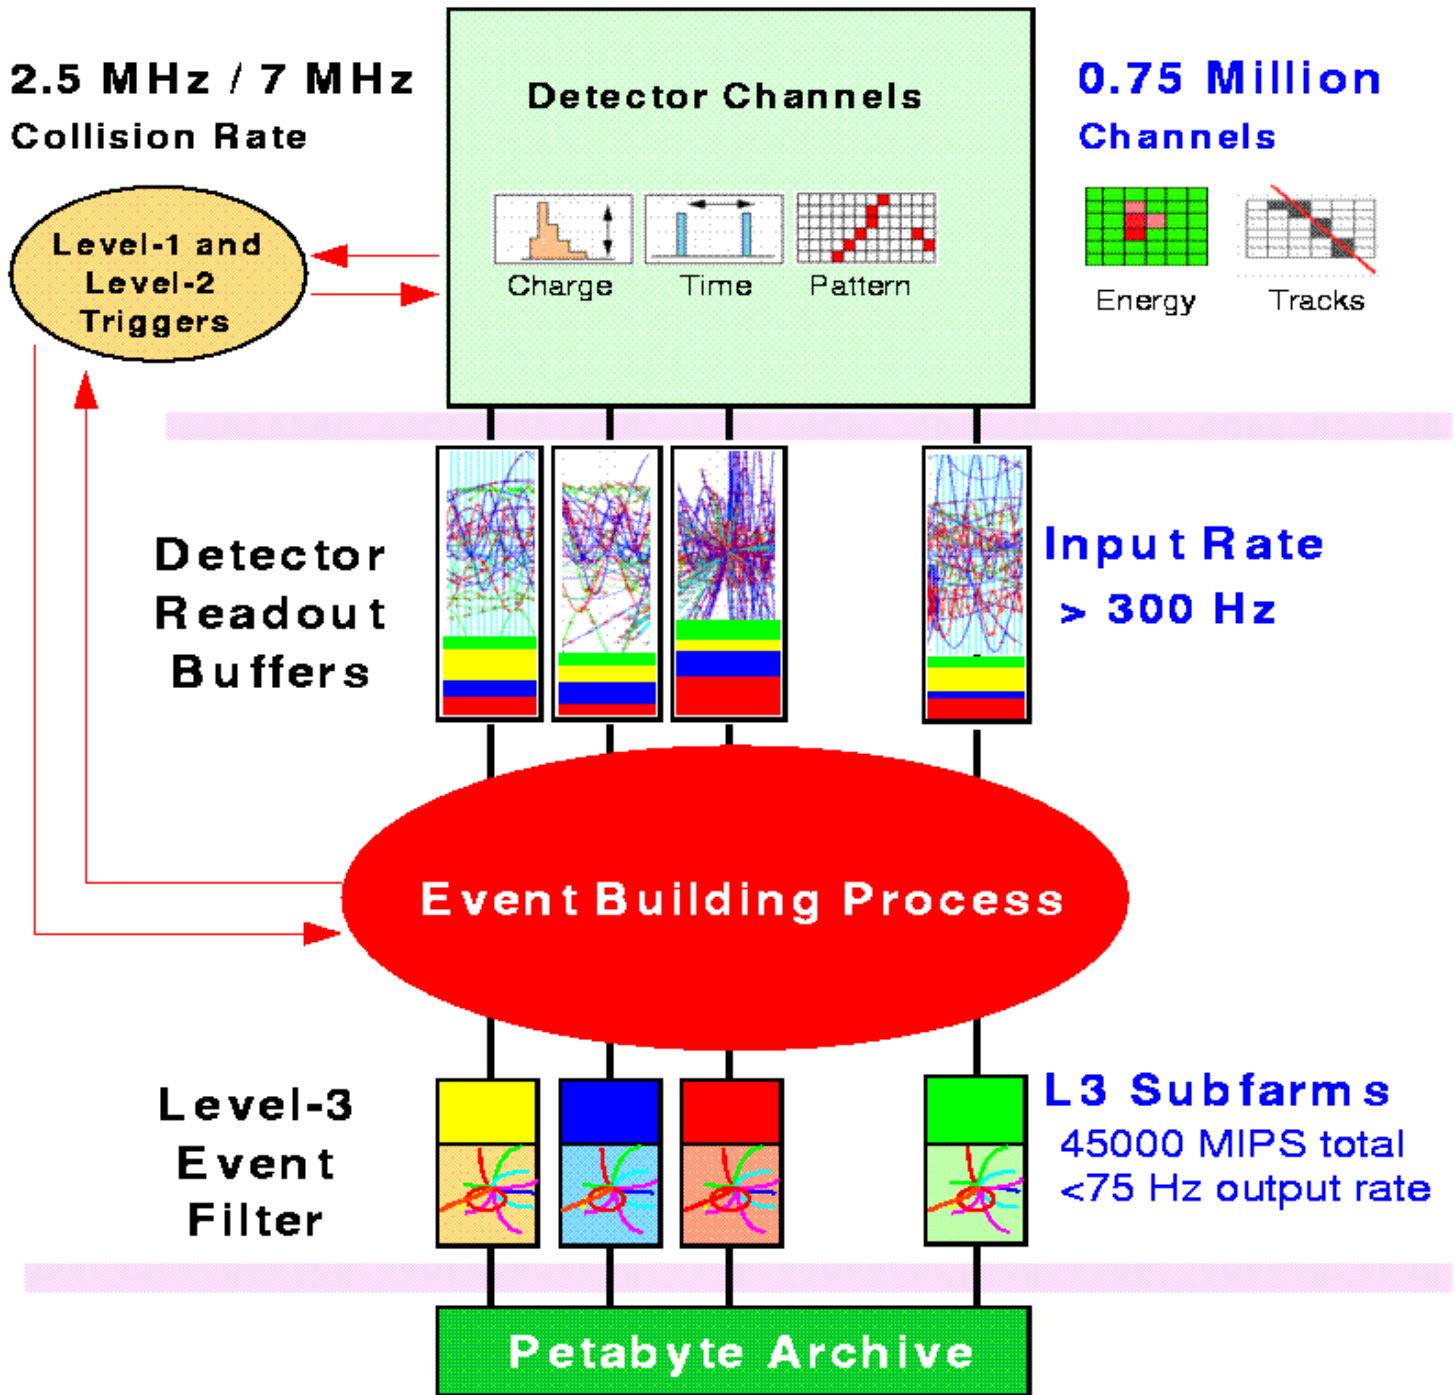 2.5 MHz / 7 MHz
Collision Rate
Detector Channels
0.75 Million
Channels
Level-1 and
Level-2
Triggers
Charge
Time
Pattern
Energy
Tracks
Detector
Readout
Buffers
Input Rate
> 300 Hz
Event Building Process
Level-3
Event
Filter
L3 Subfarms
45000 MIPS total
<75 Hz output rate
Petabyte Archive